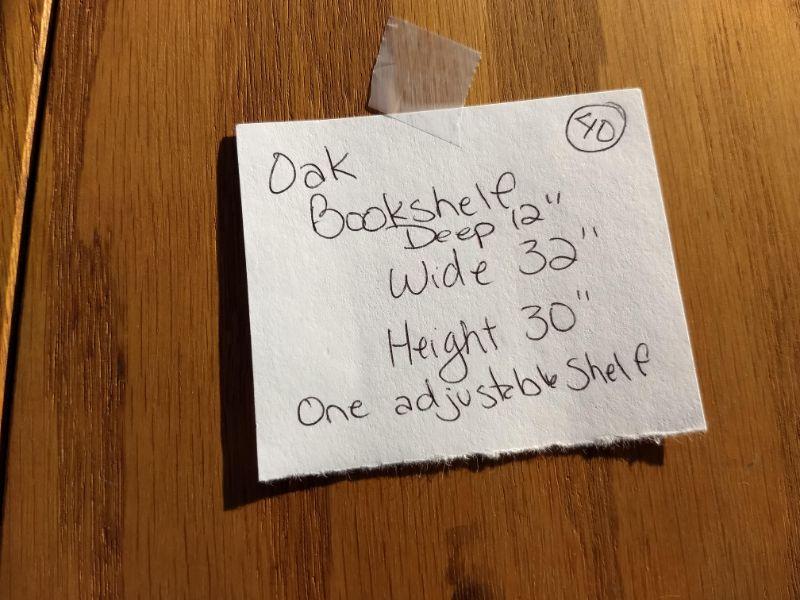 40
Oak
Bookshelf
Deep 12"
Wide 32"
Height 30"
One adjustable Shelf